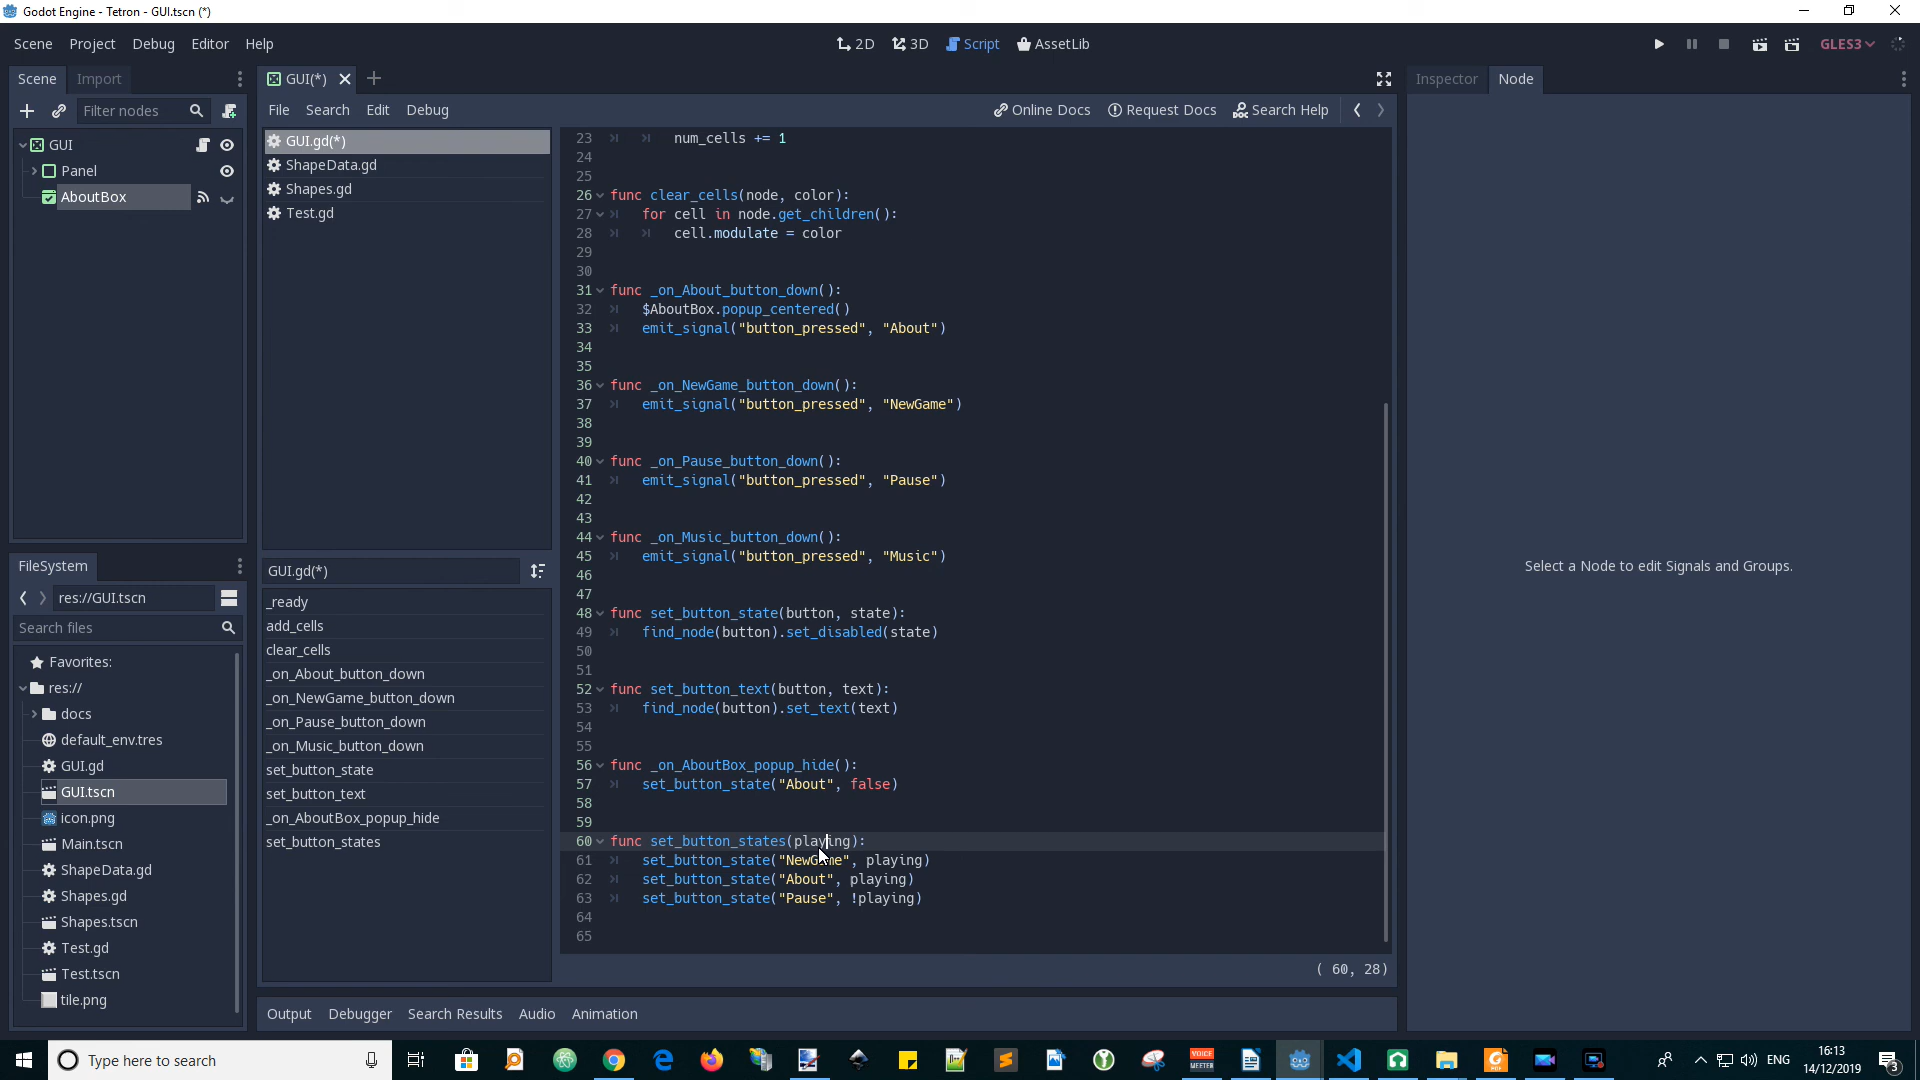 Godot Engine - Tetron - GUI.tscn (*)
Scene Project Debug Editor Help
2D 3D Script AssetLib
GLES3
Scene Import
Filter nodes
GUI
Panel
AboutBox
FileSystem
res://GUI.tscn
Search files
Favorites:
res://
docs
default_env.tres
GUI.gd
GUI.tscn
icon.png
Main.tscn
ShapeData.gd
Shapes.gd
Shapes.tscn
Test.gd
Test.tscn
tile.png
GUI(*)
File Search Edit Debug
Online Docs Request Docs Search Help
GUI.gd(*)
ShapeData.gd
Shapes.gd
Test.gd
GUI.gd(*)
_ready
add_cells
clear_cells
_on_About_button_down
_on_NewGame_button_down
_on_Pause_button_down
_on_Music_button_down
set_button_state
set_button_text
_on_AboutBox_popup_hide
set_button_states
23 num_cells += 1
24
25
26 func clear_cells(node, color):
27 for cell in node.get_children():
28 cell.modulate = color
29
30
31 func _on_About_button_down():
32 $AboutBox.popup_centered()
33 emit_signal("button_pressed", "About")
34
35
36 func _on_NewGame_button_down():
37 emit_signal("button_pressed", "NewGame")
38
39
40 func _on_Pause_button_down():
41 emit_signal("button_pressed", "Pause")
42
43
44 func _on_Music_button_down():
45 emit_signal("button_pressed", "Music")
46
47
48 func set_button_state(button, state):
49 find_node(button).set_disabled(state)
50
51
52 func set_button_text(button, text):
53 find_node(button).set_text(text)
54
55
56 func _on_AboutBox_popup_hide():
57 set_button_state("About", false)
58
59
60 func set_button_states(playing):
61 set_button_state("NewGame", playing)
62 set_button_state("About", playing)
63 set_button_state("Pause", !playing)
64
65
( 60, 28)
Output Debugger Search Results Audio Animation
Inspector Node
Select a Node to edit Signals and Groups.
Type here to search
VOICE MEETER
ENG
16:13
14/12/2019
3